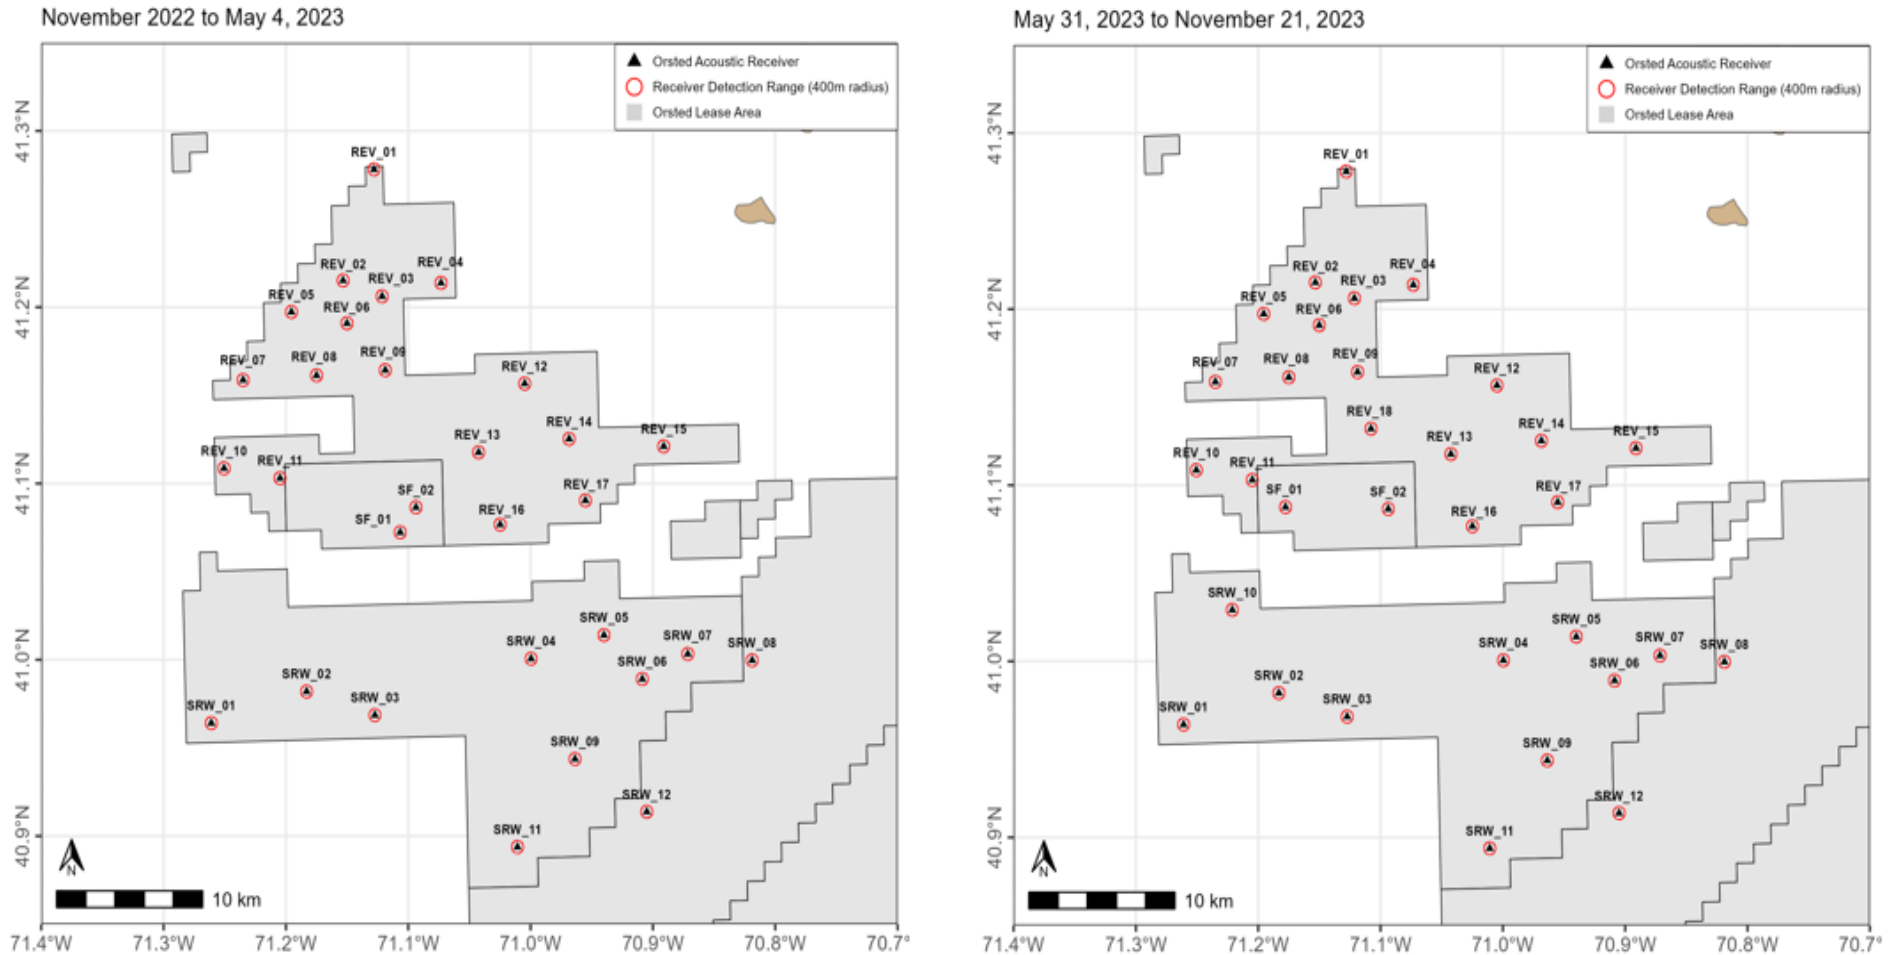 November 2022 to May 4, 2023
Orsted Acoustic Receiver
Receiver Detection Range (400m radius)
Orsted Lease Area
41.3°N
41.2°N
41.1°N
41.0°N
40.9°N
REV_01
REV_02
REV_04
REV_03
REV_05
REV_06
REV_07
REV_08
REV_09
REV_12
REV_14
REV_15
REV_13
REV_10
REV_11
SF_02
REV_17
SF_01
REV_16
SRW_05
SRW_04
SRW_07
SRW_08
SRW_06
SRW_02
SRW_01
SRW_03
SRW_09
SRW_12
SRW_11
N
10 km
71.4°W
71.3°W
71.2°W
71.1°W
71.0°W
70.9°W
70.8°W
70.7°
May 31, 2023 to November 21, 2023
Orsted Acoustic Receiver
Receiver Detection Range (400m radius)
Orsted Lease Area
41.3°N
41.2°N
41.1°N
41.0°N
40.9°N
REV_01
REV_02
REV_04
REV_03
REV_05
REV_06
REV_07
REV_08
REV_09
REV_12
REV_18
REV_14
REV_15
REV_13
REV_10
REV_11
SF_01
SF_02
REV_17
REV_16
SRW_10
SRW_05
SRW_04
SRW_07
SRW_08
SRW_06
SRW_02
SRW_01
SRW_03
SRW_09
SRW_12
SRW_11
N
10 km
71.4°W
71.3°W
71.2°W
71.1°W
71.0°W
70.9°W
70.8°W
70.7°